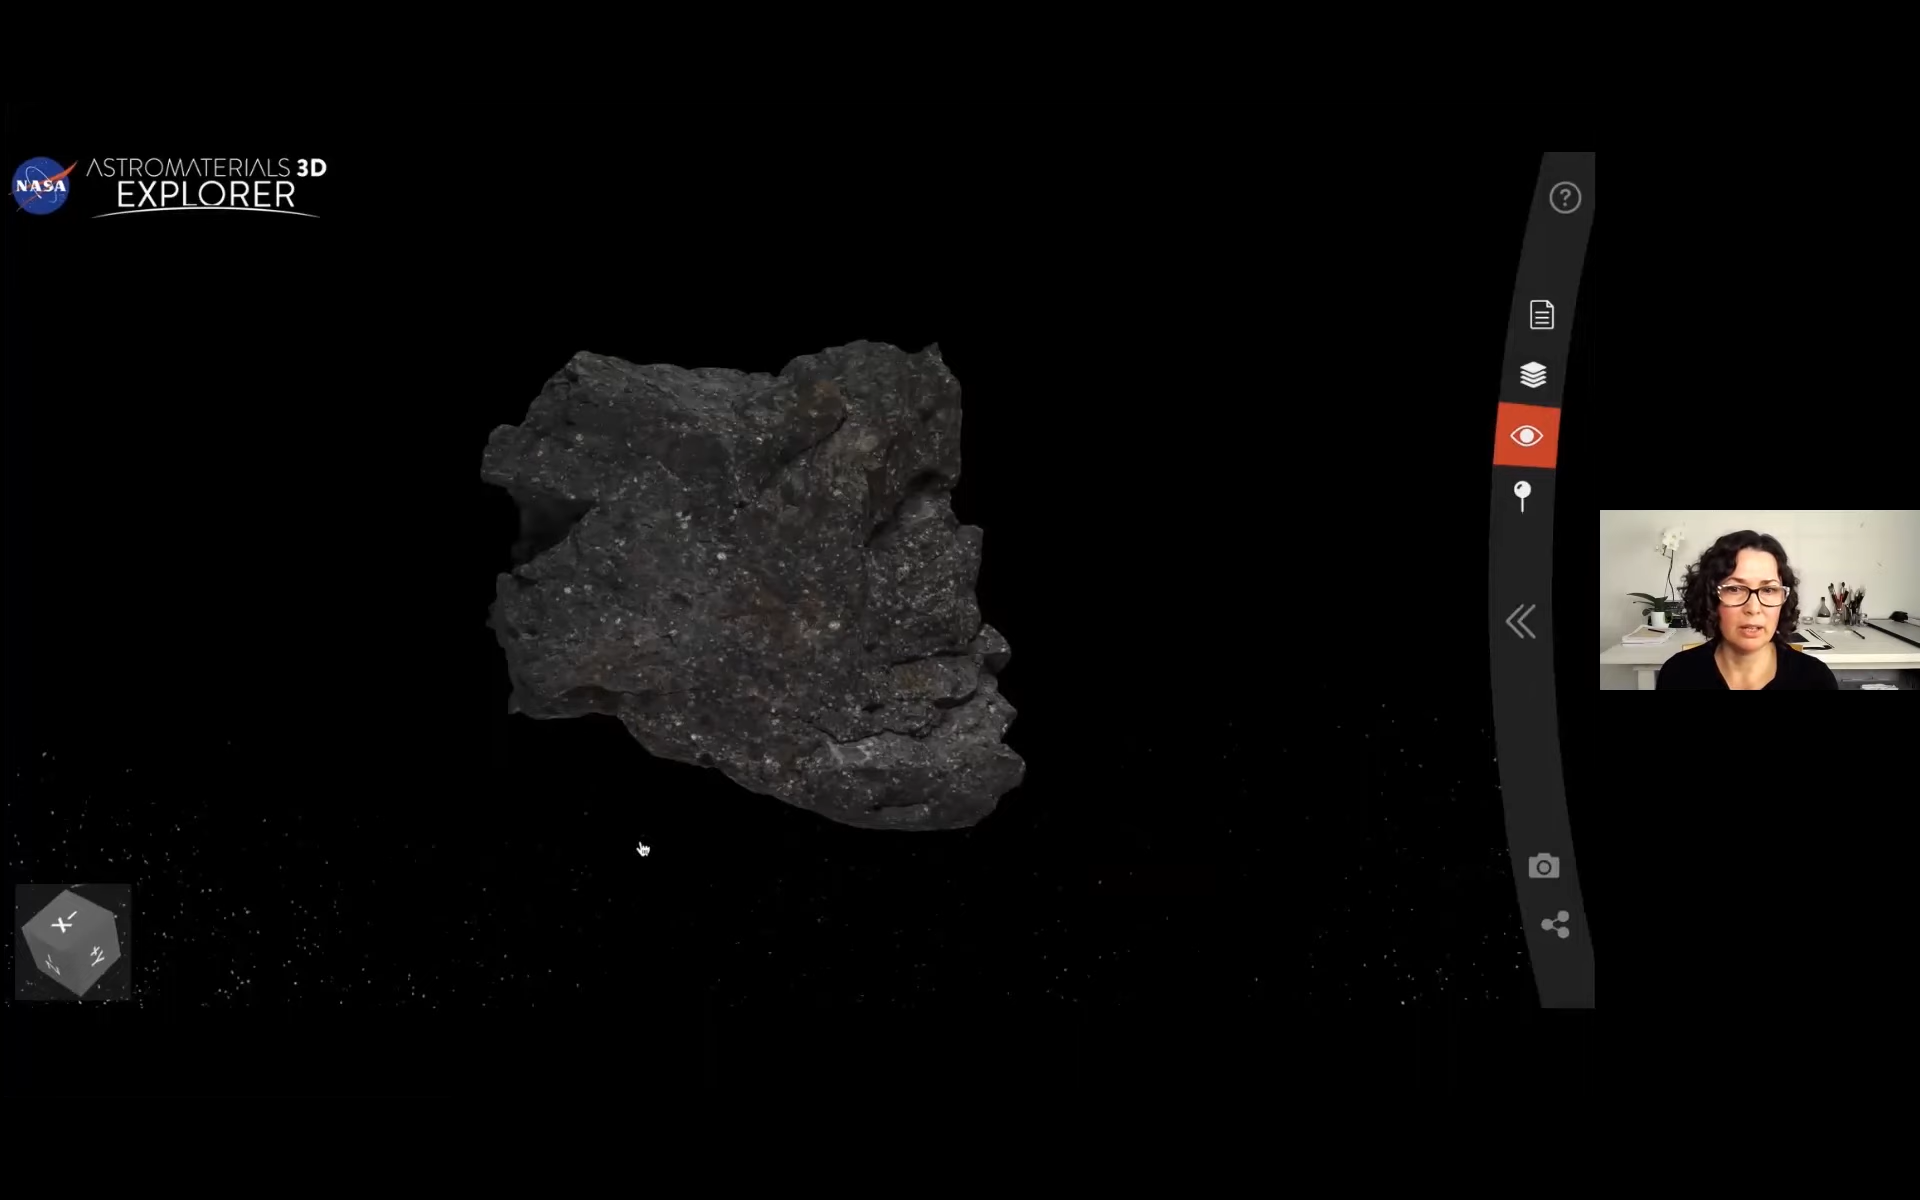 NASA
ASTROMATERIALS 3D
EXPLORER
?
X-
+Y